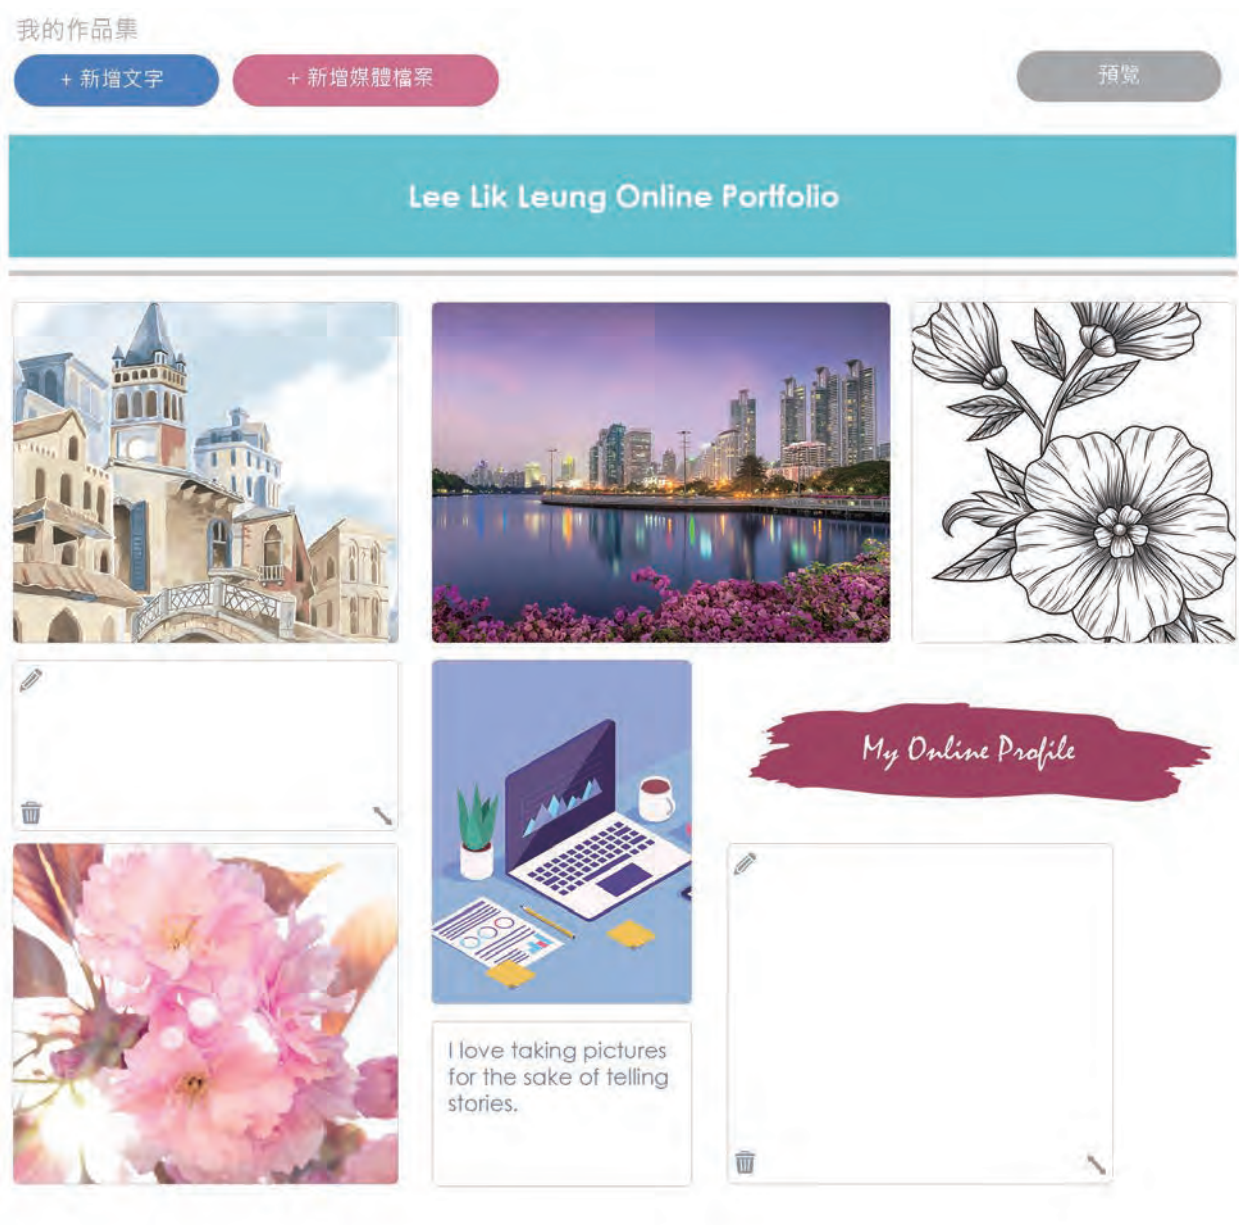 我的作品集
+ 新增文字
+ 新增媒體檔案
預覽
Lee Lik Leung Online Portfolio
My Online Profile
I love taking pictures
for the sake of telling
stories.